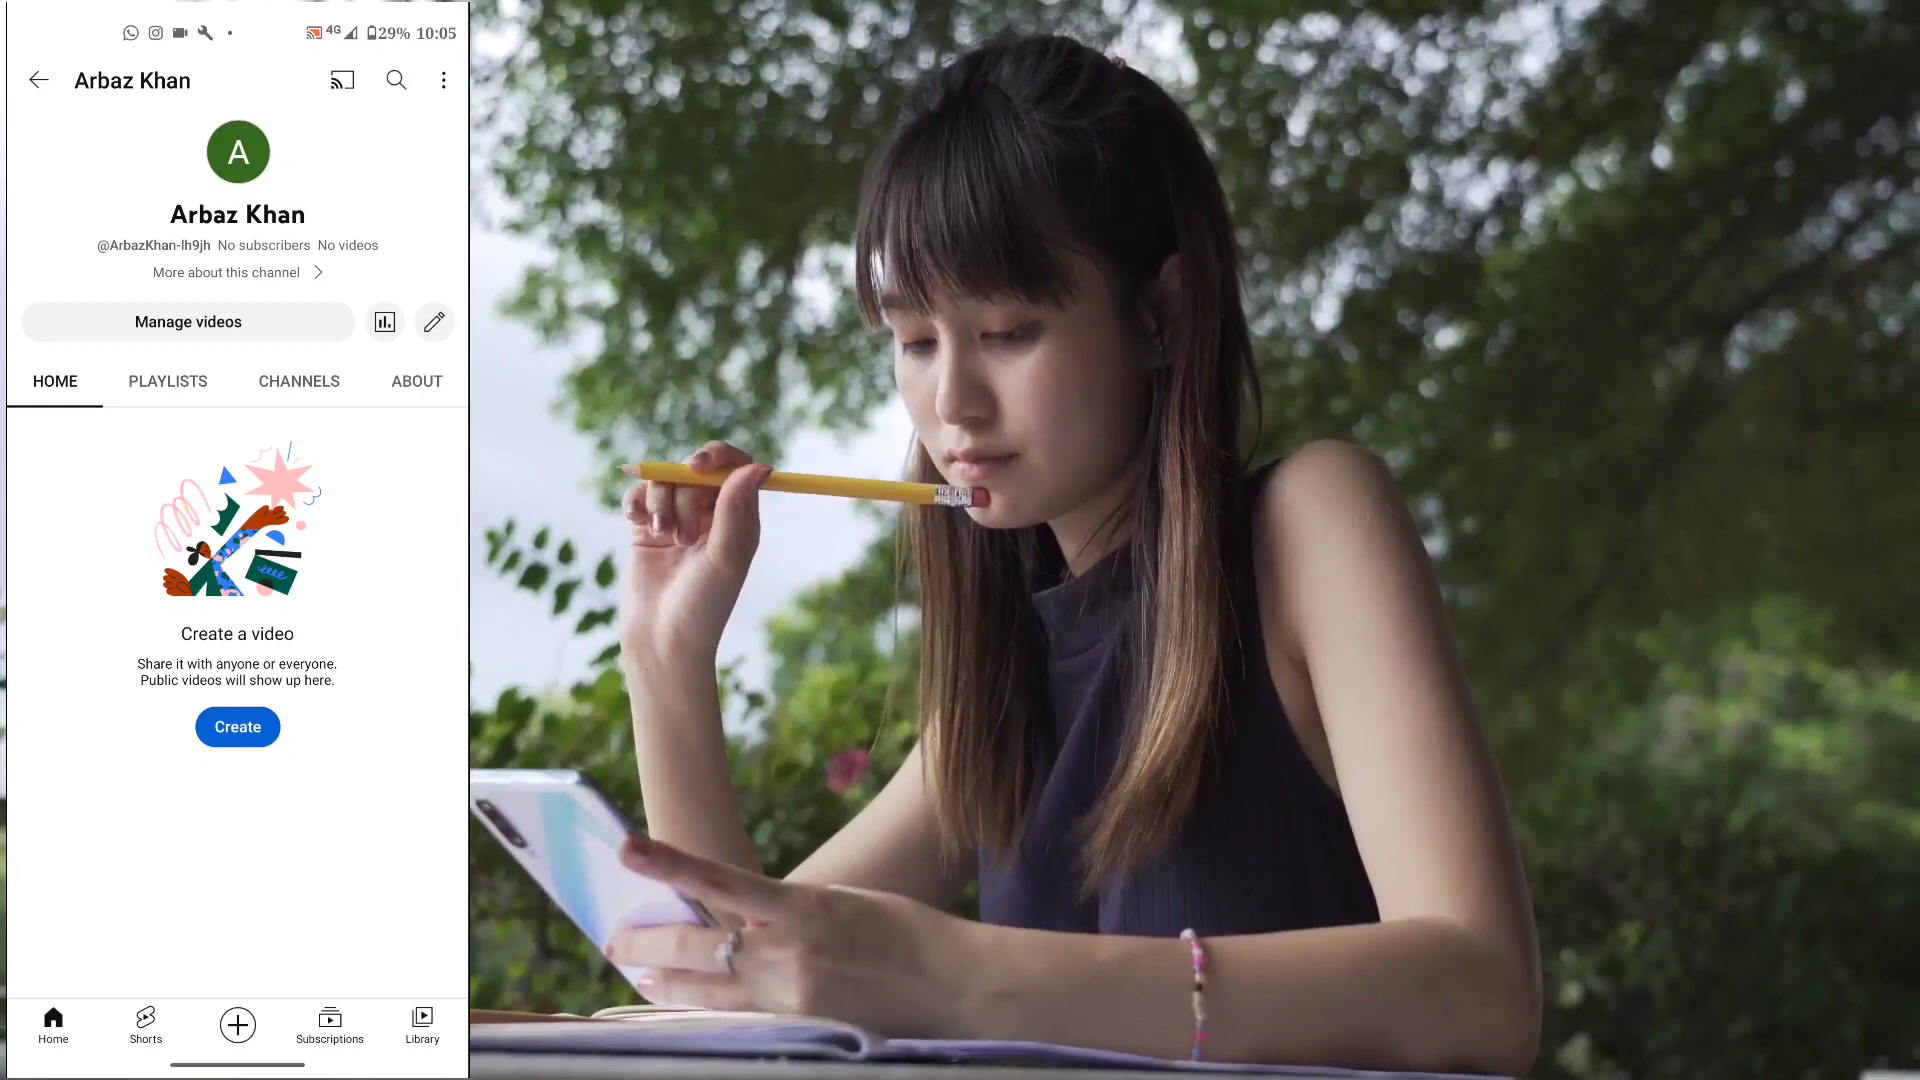 4G 29% 10:05
Arbaz Khan
A
Arbaz Khan
@ArbazKhan-lh9jh No subscribers No videos
More about this channel
Manage videos
HOME PLAYLISTS CHANNELS ABOUT
Create a video
Share it with anyone or everyone.
Public videos will show up here.
Create
Home Shorts Subscriptions Library